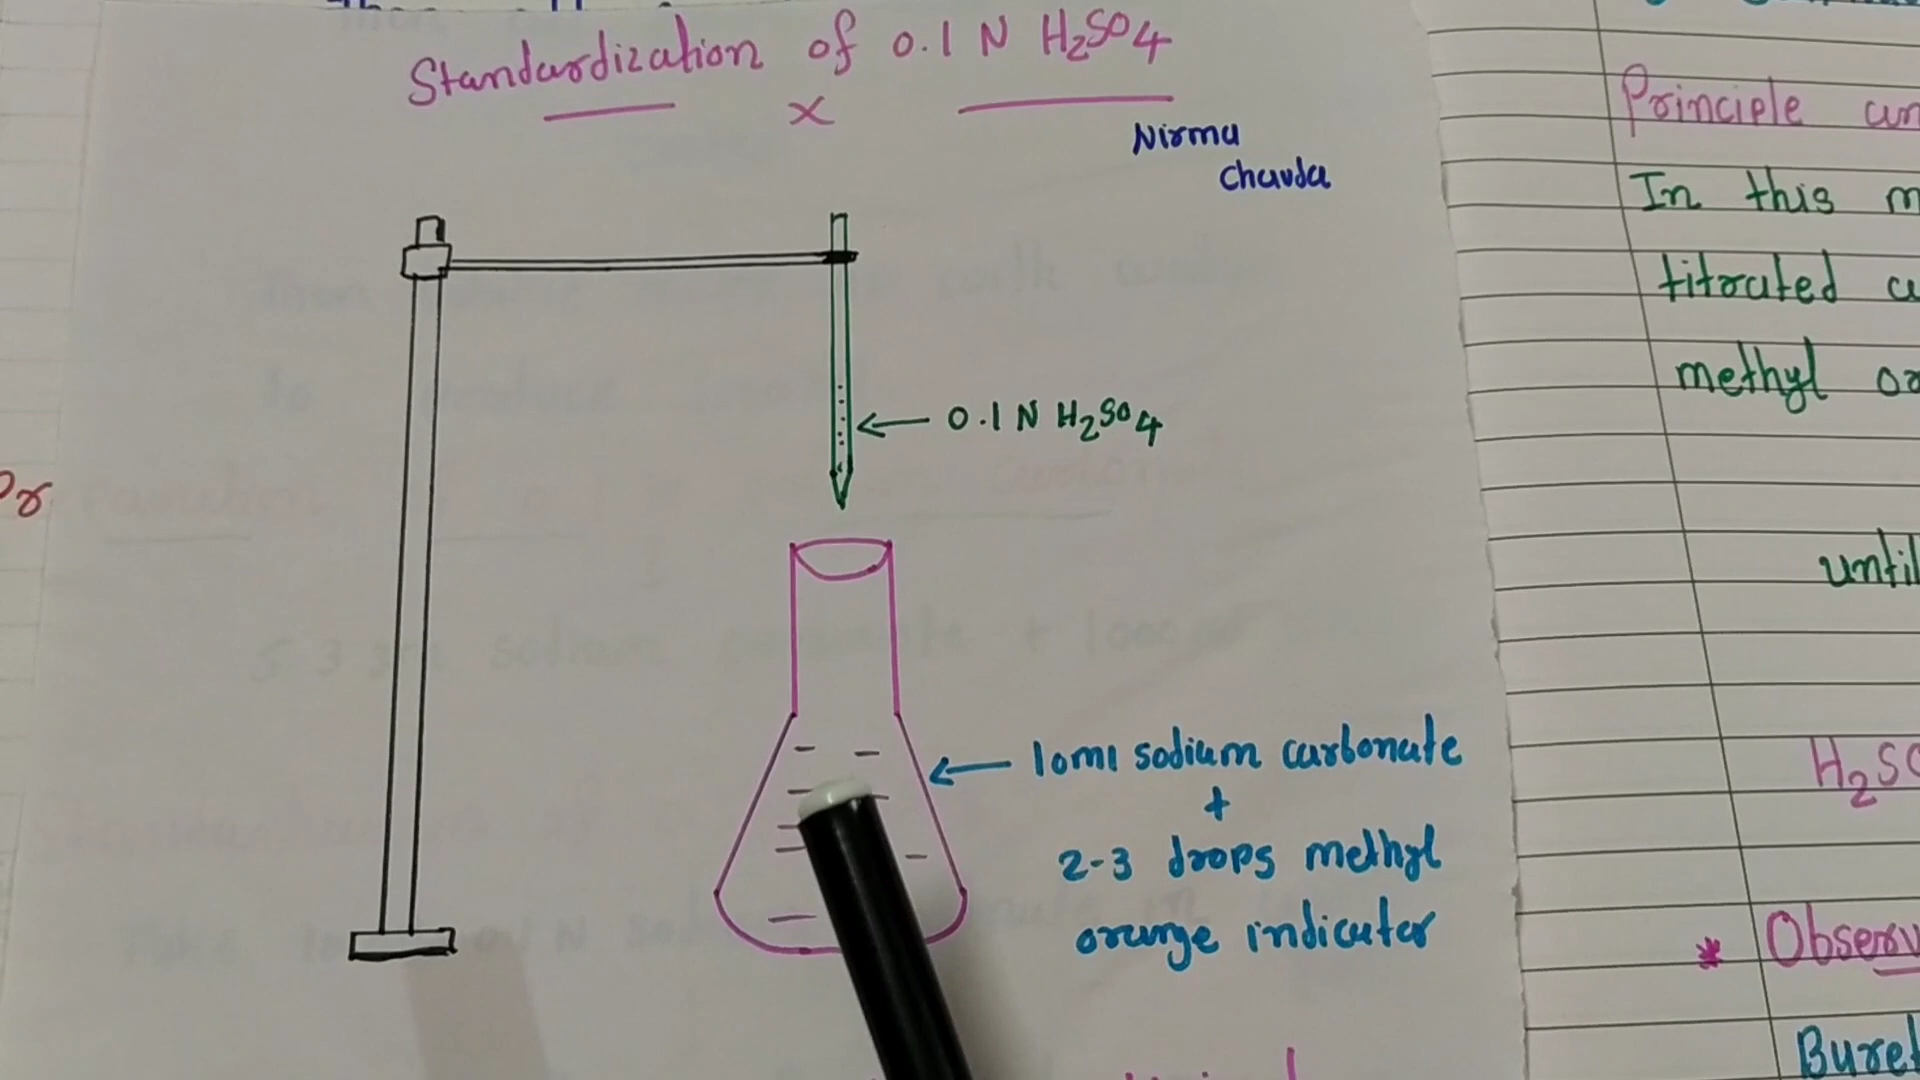 Standardization of 0.1 N H₂SO₄
x
Nirma
Chavda
0.1 N H₂SO₄
10ml sodium carbonate
+
2-3 drops methyl
orange indicator
Principle
In this
titrated
methyl
until
* Observ
Buret